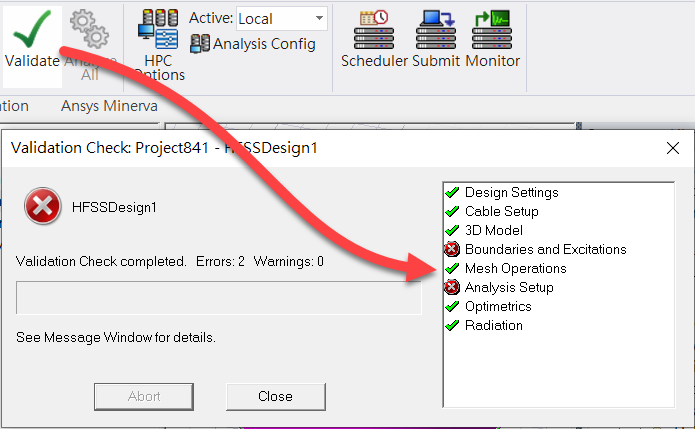 Active: Local
Validate
Analyze
All
HPC
Options
Analysis Config
Scheduler Submit Monitor
ation Ansys Minerva
Validation Check: Project841 - HFSSDesign1
HFSSDesign1
Validation Check completed. Errors: 2 Warnings: 0
See Message Window for details.
Abort
Close
Design Settings
Cable Setup
3D Model
Boundaries and Excitations
Mesh Operations
Analysis Setup
Optimetrics
Radiation